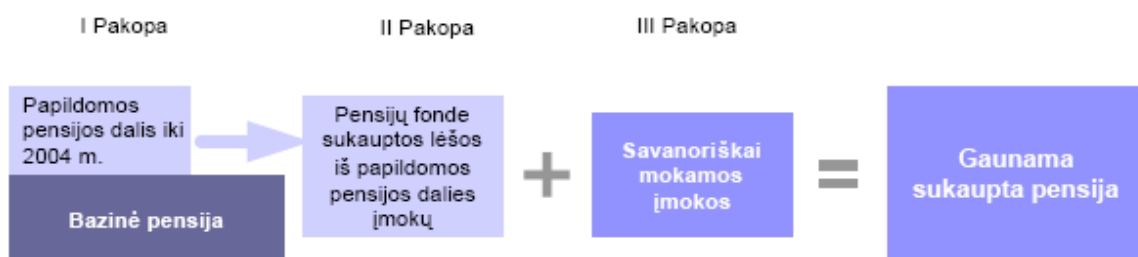 I Pakopa
II Pakopa
III Pakopa
Papildomos
pensijos dalis iki
2004 m.
Bazinė pensija
Pensijų fonde
sukauptos lėšos
iš papildomos
pensijos dalies
įmokų
+
Savanoriškai
mokamos
įmokos
=
Gaunama
sukaupta pensija